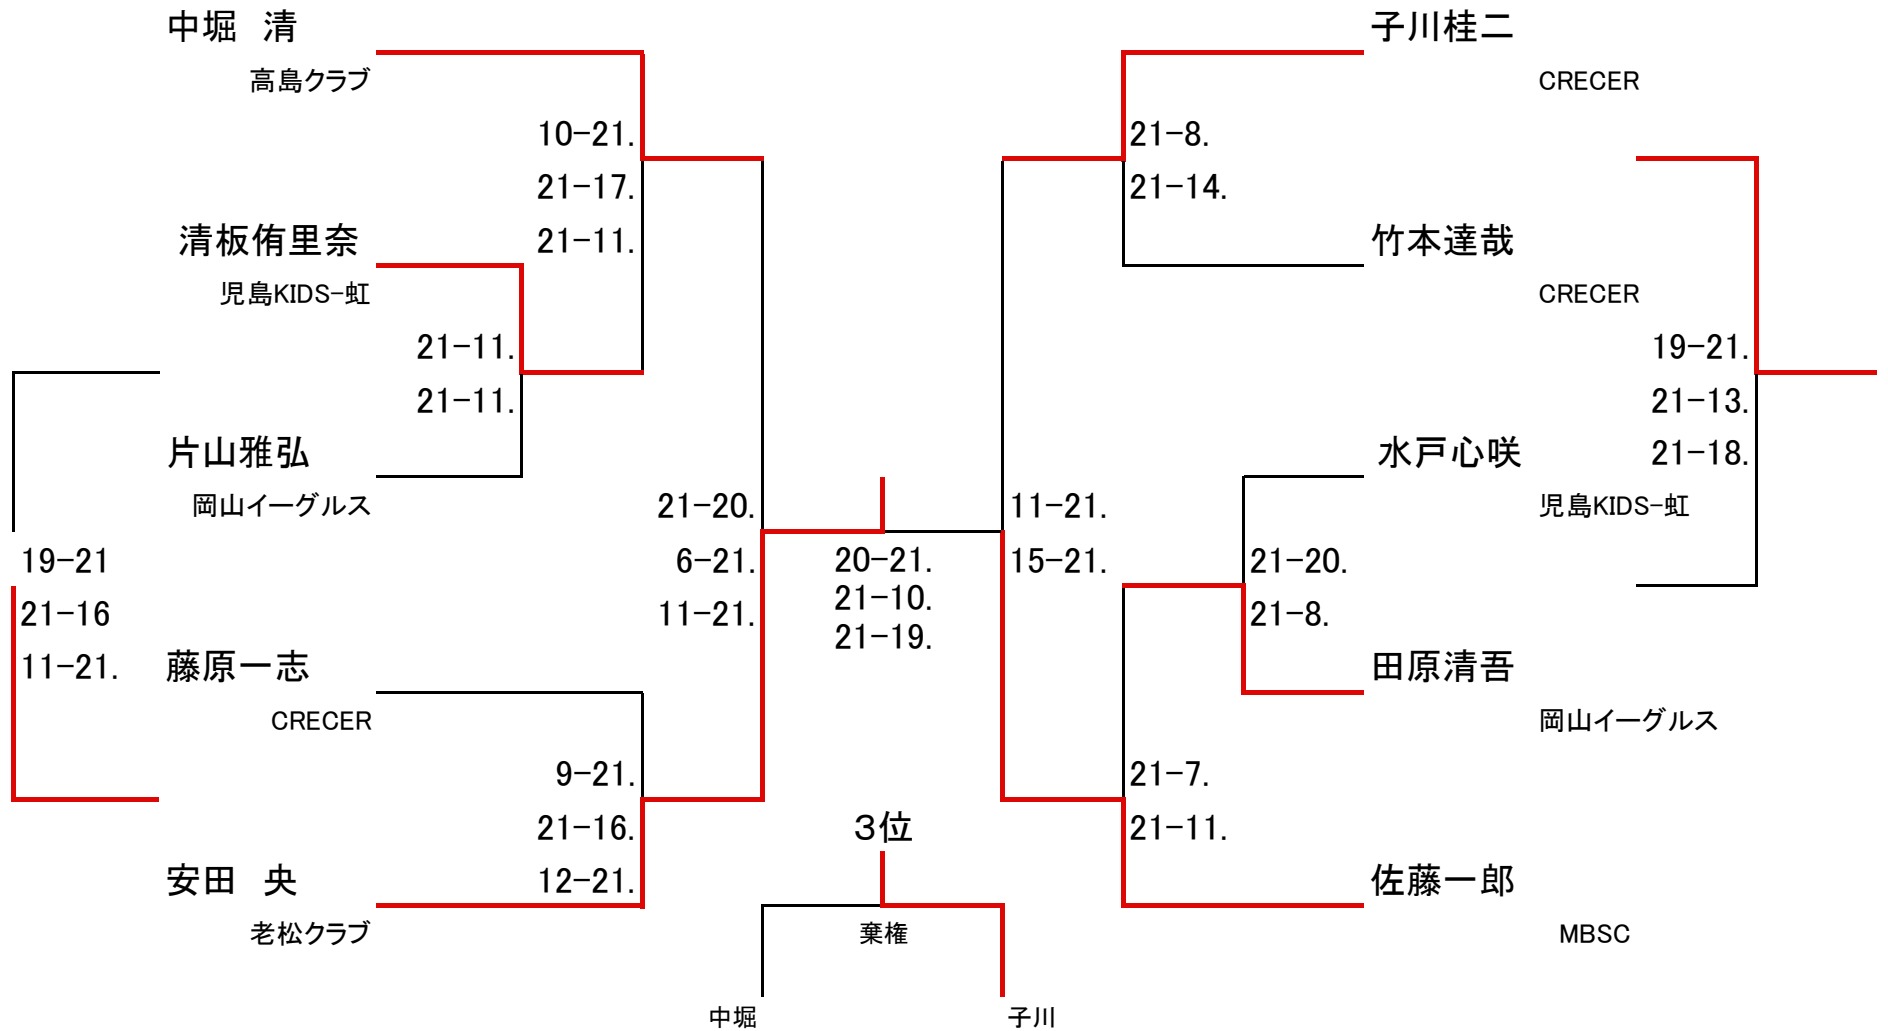 中堀　清
高島クラブ
10-21.
21-17.
21-11.
清板侑里奈
児島KIDS-虹
21-11.
21-11.
片山雅弘
岡山イーグルス
19-21
21-16
11-21.
藤原一志
CRECER
9-21.
21-16.
12-21.
安田　央
老松クラブ
21-20.
6-21.
11-21.
20-21.
21-10.
21-19.
3位
棄権
中堀
子川
子川桂二
CRECER
21-8.
21-14.
竹本達哉
CRECER
11-21.
15-21.
水戸心咲
児島KIDS-虹
21-20.
21-8.
田原清吾
岡山イーグルス
21-7.
21-11.
佐藤一郎
MBSC
19-21.
21-13.
21-18.